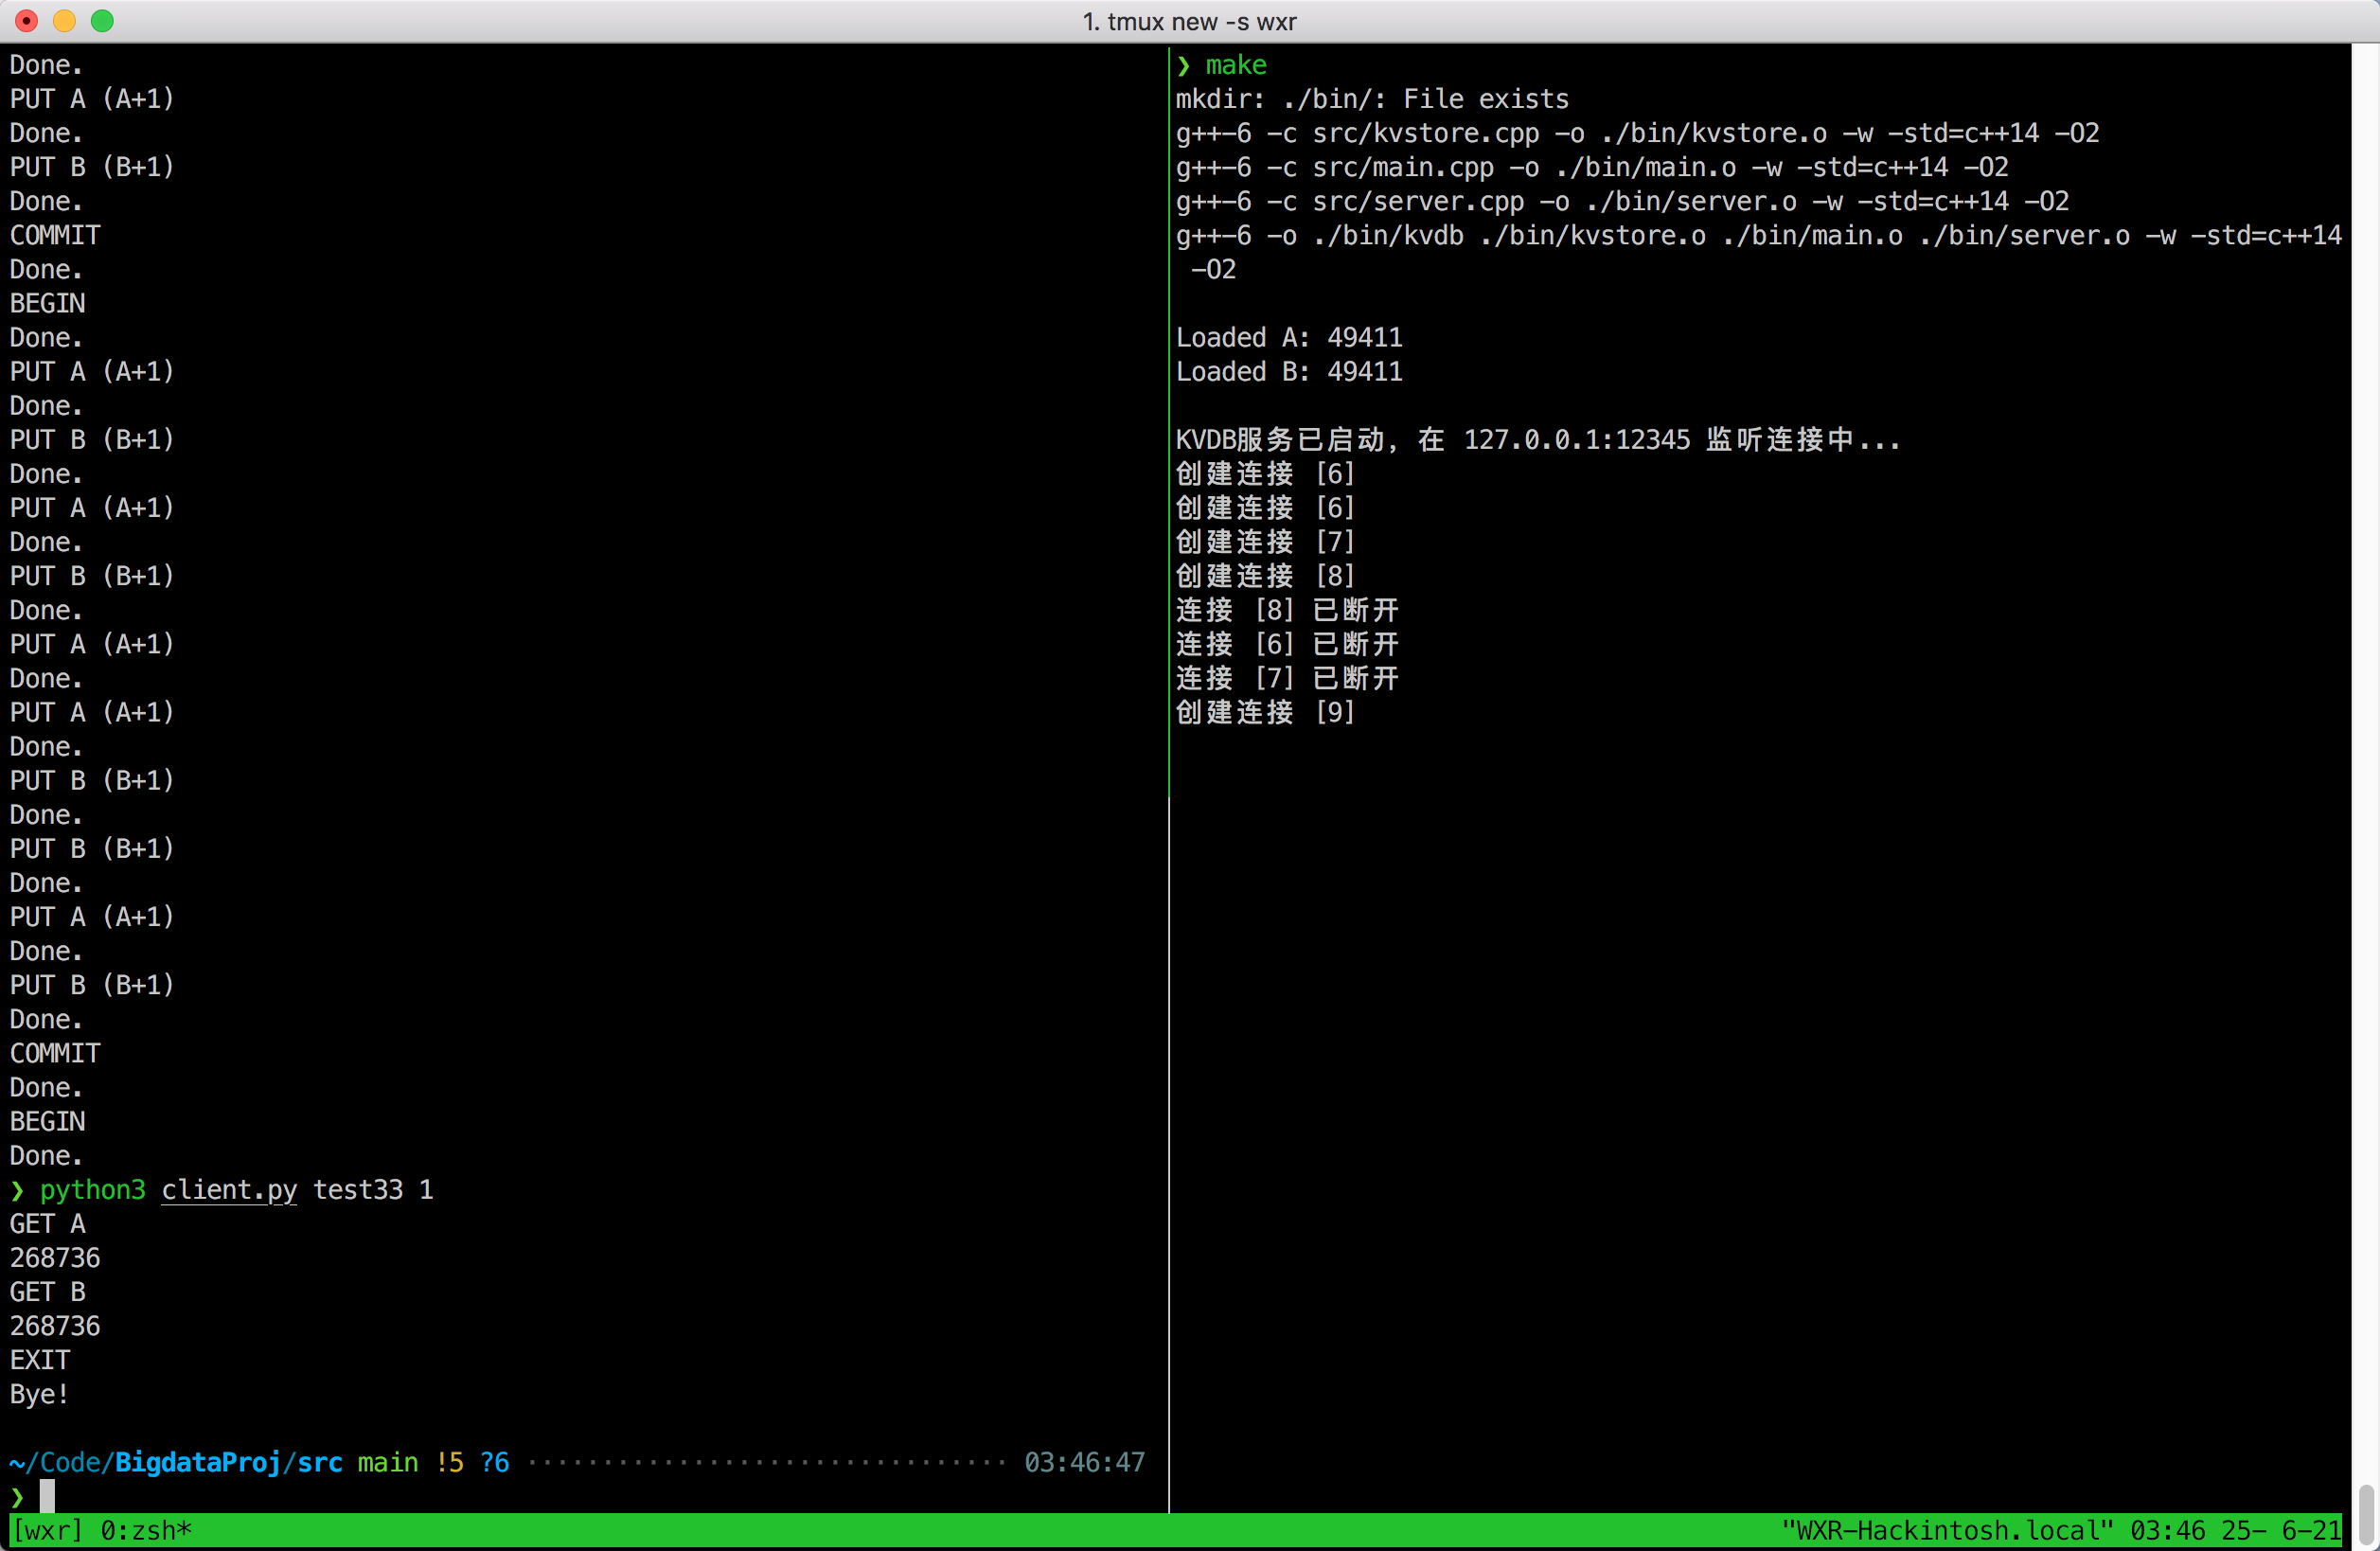 1. tmux new -s wxr
Done.
PUT A (A+1)
Done.
PUT B (B+1)
Done.
COMMIT
Done.
BEGIN
Done.
PUT A (A+1)
Done.
PUT B (B+1)
Done.
PUT A (A+1)
Done.
PUT B (B+1)
Done.
PUT A (A+1)
Done.
PUT A (A+1)
Done.
PUT B (B+1)
Done.
PUT B (B+1)
Done.
PUT A (A+1)
Done.
PUT B (B+1)
Done.
COMMIT
Done.
BEGIN
Done.
❯ python3 client.py test33 1
GET A
268736
GET B
268736
EXIT
Bye!
~/Code/BigdataProj/src main !5 ?6 ································ 03:46:47
❯
❯ make
mkdir: ./bin/: File exists
g++-6 -c src/kvstore.cpp -o ./bin/kvstore.o -w -std=c++14 -O2
g++-6 -c src/main.cpp -o ./bin/main.o -w -std=c++14 -O2
g++-6 -c src/server.cpp -o ./bin/server.o -w -std=c++14 -O2
g++-6 -o ./bin/kvdb ./bin/kvstore.o ./bin/main.o ./bin/server.o -w -std=c++14
-O2
Loaded A: 49411
Loaded B: 49411
KVDB服务已启动, 在 127.0.0.1:12345 监听连接中...
创建连接 [6]
创建连接 [6]
创建连接 [7]
创建连接 [8]
连接 [8] 已断开
连接 [6] 已断开
连接 [7] 已断开
创建连接 [9]
[wxr] 0:zsh* "WXR-Hackintosh.local" 03:46 25- 6-21